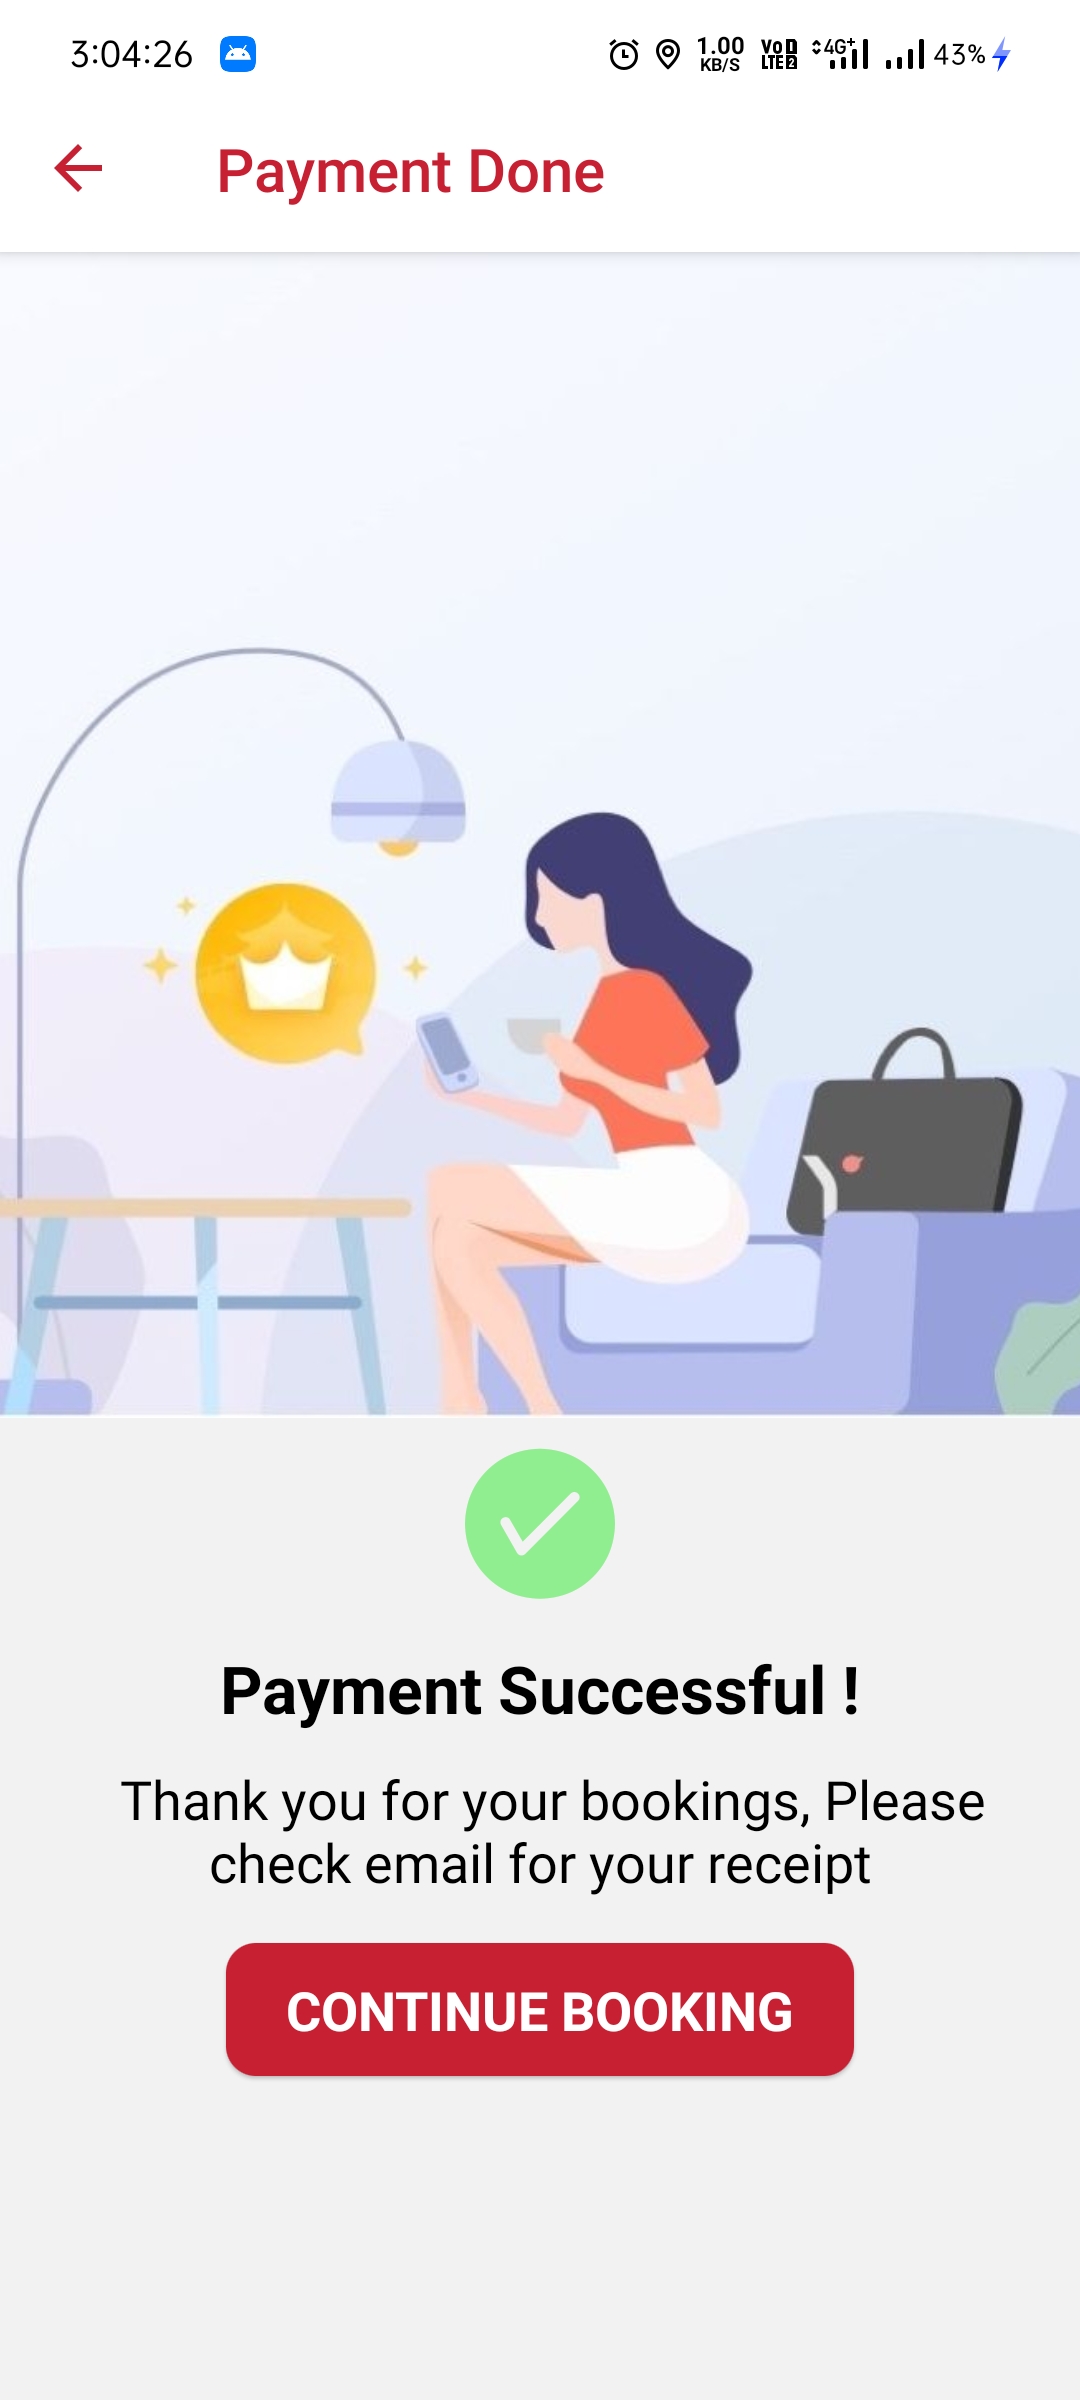 3:04:26 1.00 KB/S VoD LTE2 4G+ 43%
Payment Done
Payment Successful !
Thank you for your bookings, Please
check email for your receipt
CONTINUE BOOKING